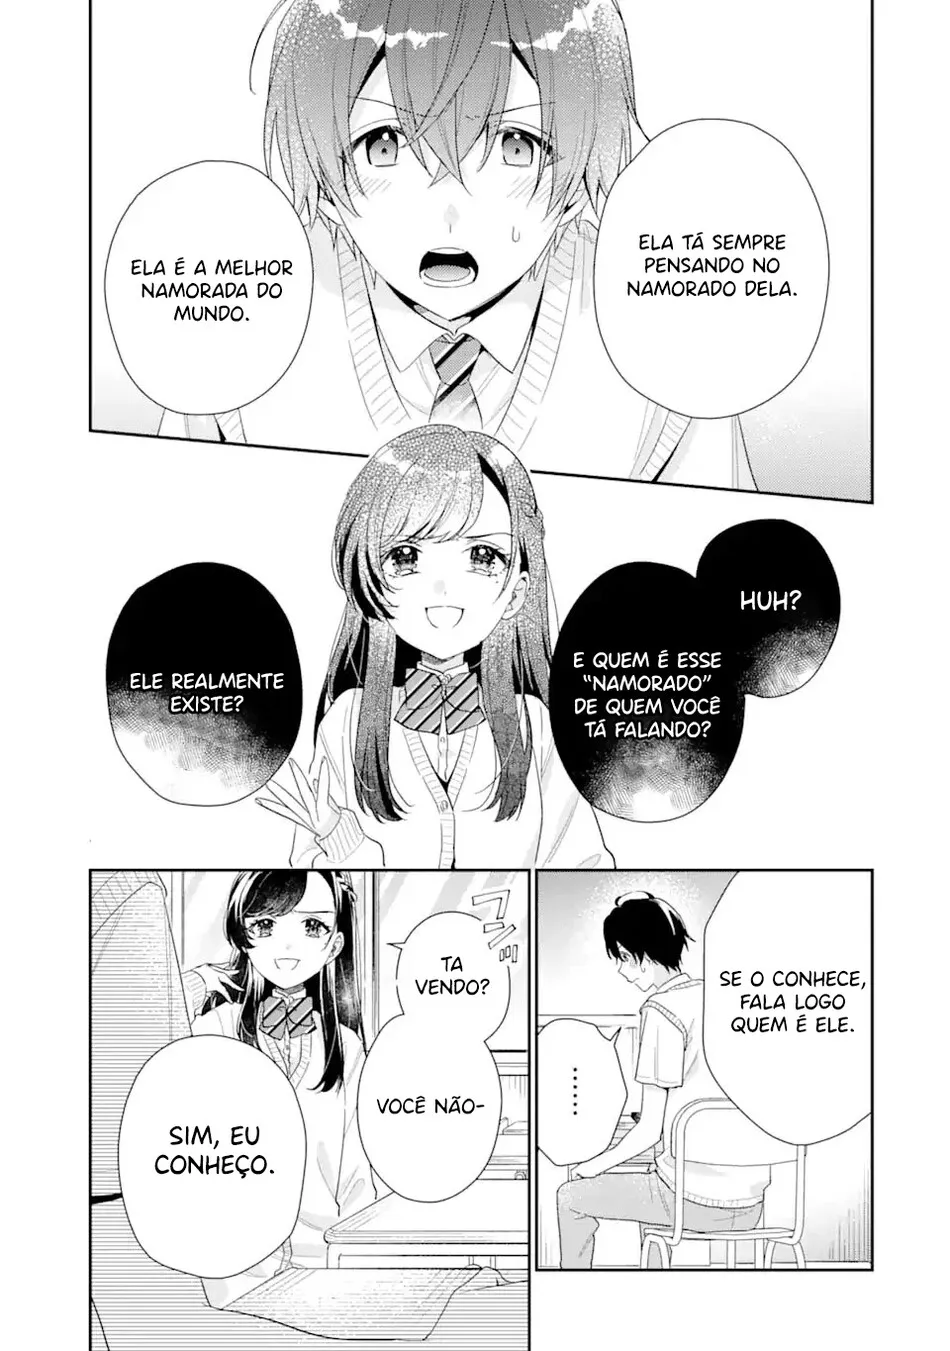 ELA TÁ SEMPRE
PENSANDO NO
NAMORADO DELA.
ELA É A MELHOR
NAMORADA DO
MUNDO.
HUH?
E QUEM É ESSE
“NAMORADO”
DE QUEM VOCÊ
TÁ FALANDO?
ELE REALMENTE
EXISTE?
SE O CONHECE,
FALA LOGO
QUEM É ELE.
........
TA
VENDO?
VOCÊ NÃO-
SIM, EU
CONHEÇO.